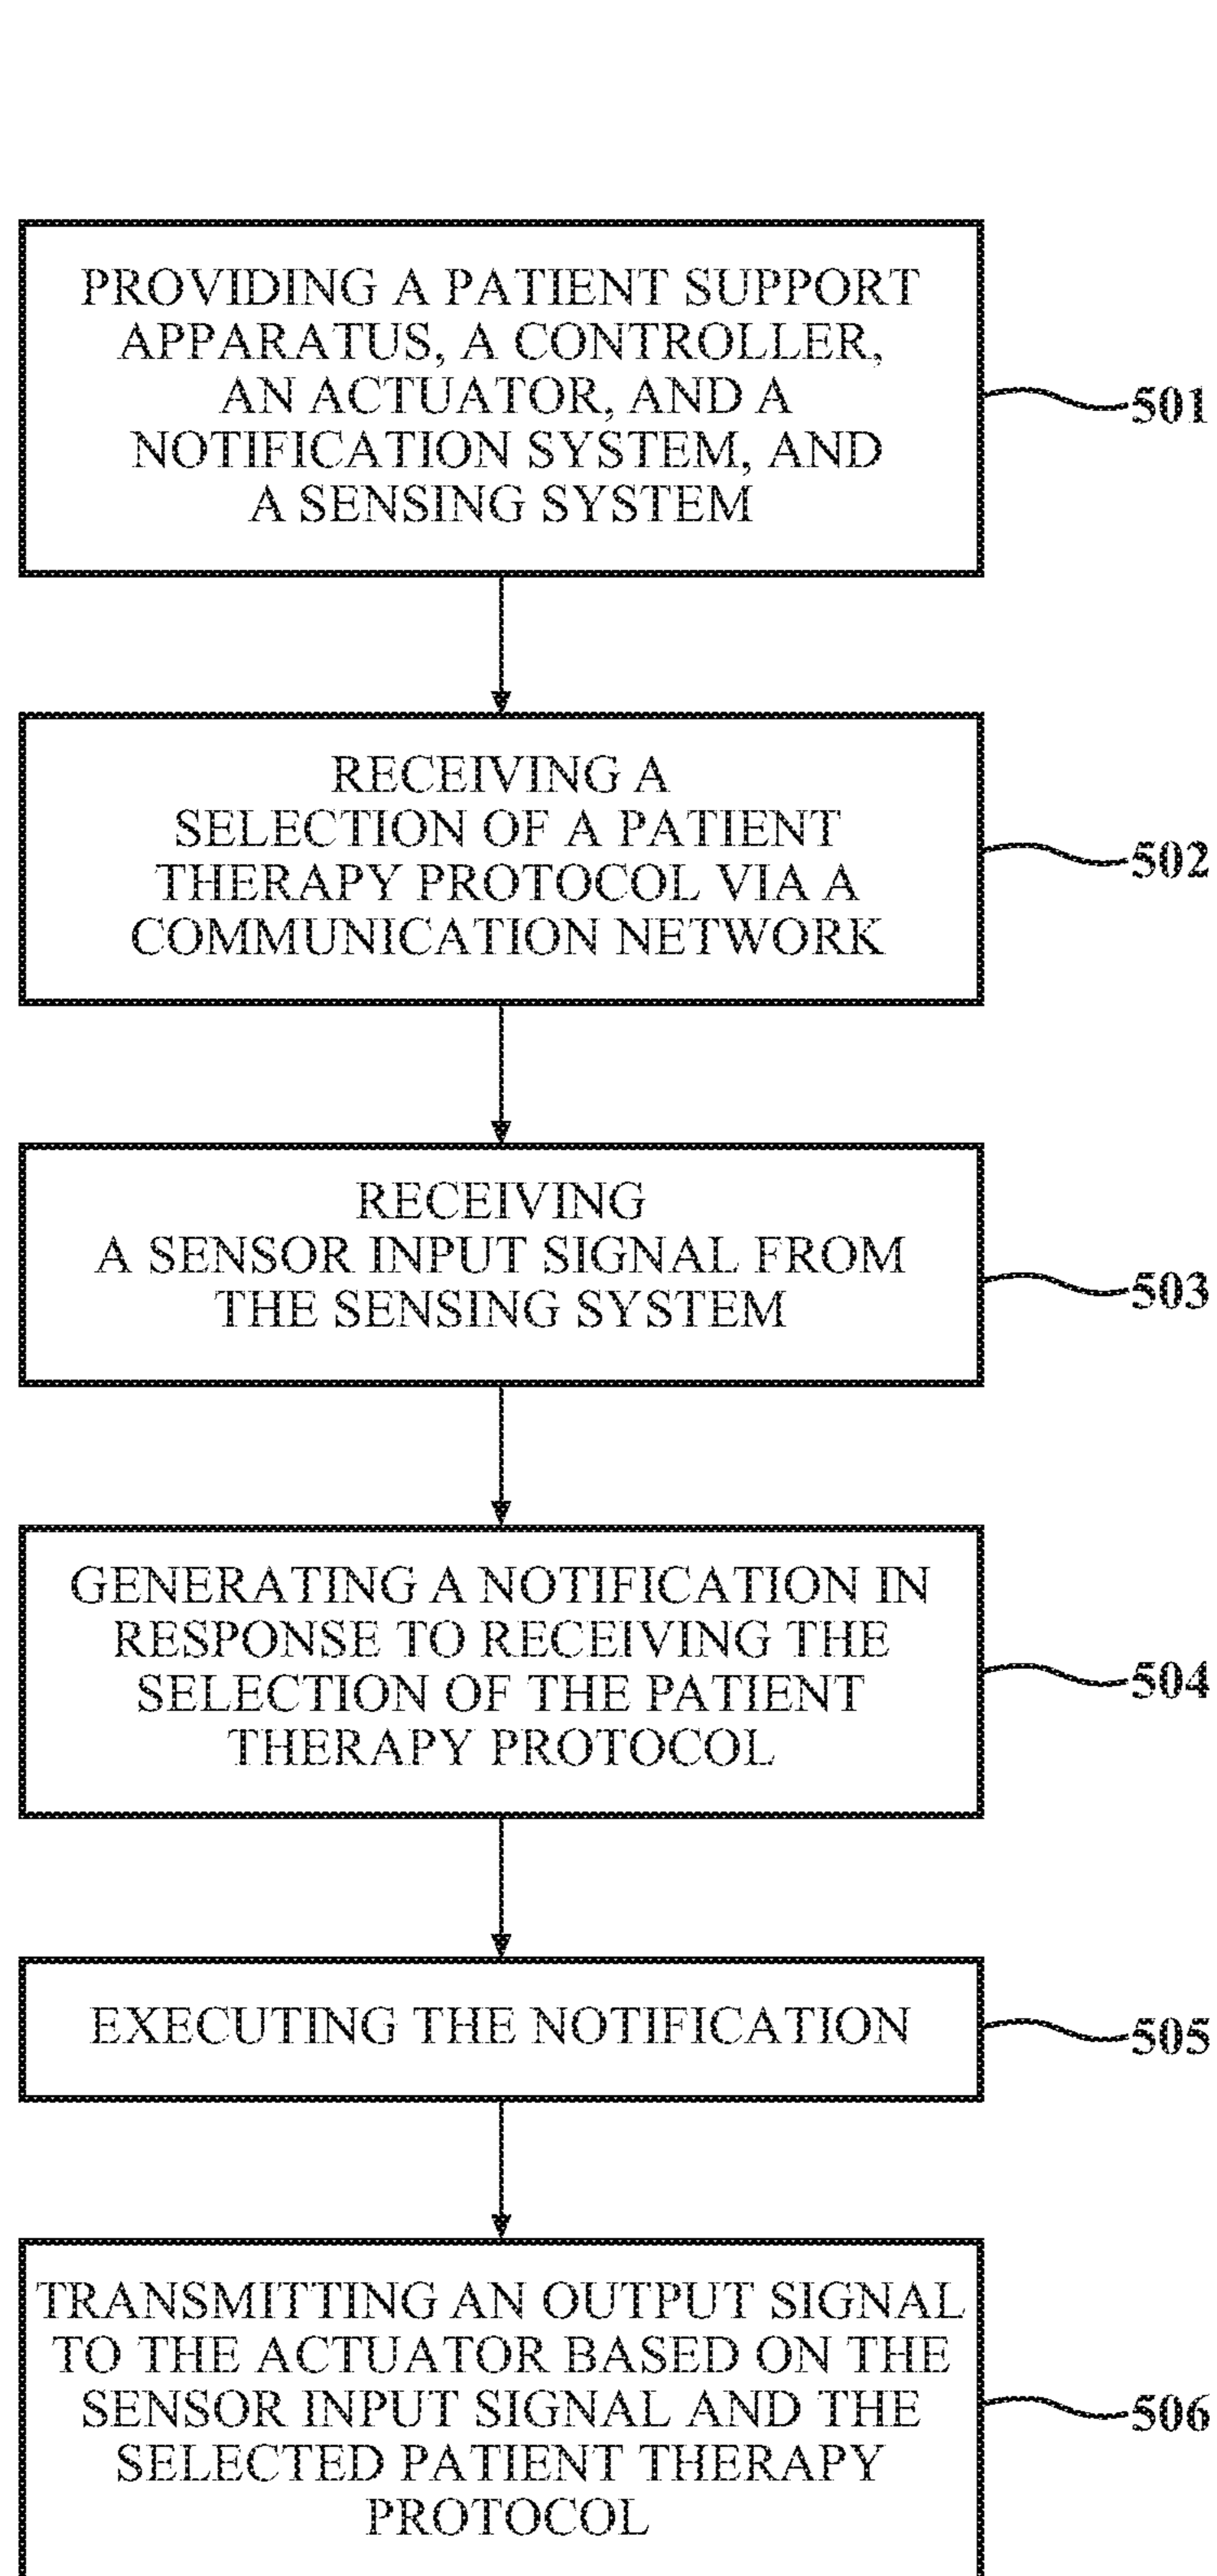 PROVIDING A PATIENT SUPPORT
APPARATUS, A CONTROLLER,
AN ACTUATOR, AND A
NOTIFICATION SYSTEM, AND
A SENSING SYSTEM
501
RECEIVING A
SELECTION OF A PATIENT
THERAPY PROTOCOL VIA A
COMMUNICATION NETWORK
502
RECEIVING
A SENSOR INPUT SIGNAL FROM
THE SENSING SYSTEM
503
GENERATING A NOTIFICATION IN
RESPONSE TO RECEIVING THE
SELECTION OF THE PATIENT
THERAPY PROTOCOL
504
EXECUTING THE NOTIFICATION
505
TRANSMITTING AN OUTPUT SIGNAL
TO THE ACTUATOR BASED ON THE
SENSOR INPUT SIGNAL AND THE
SELECTED PATIENT THERAPY
PROTOCOL
506